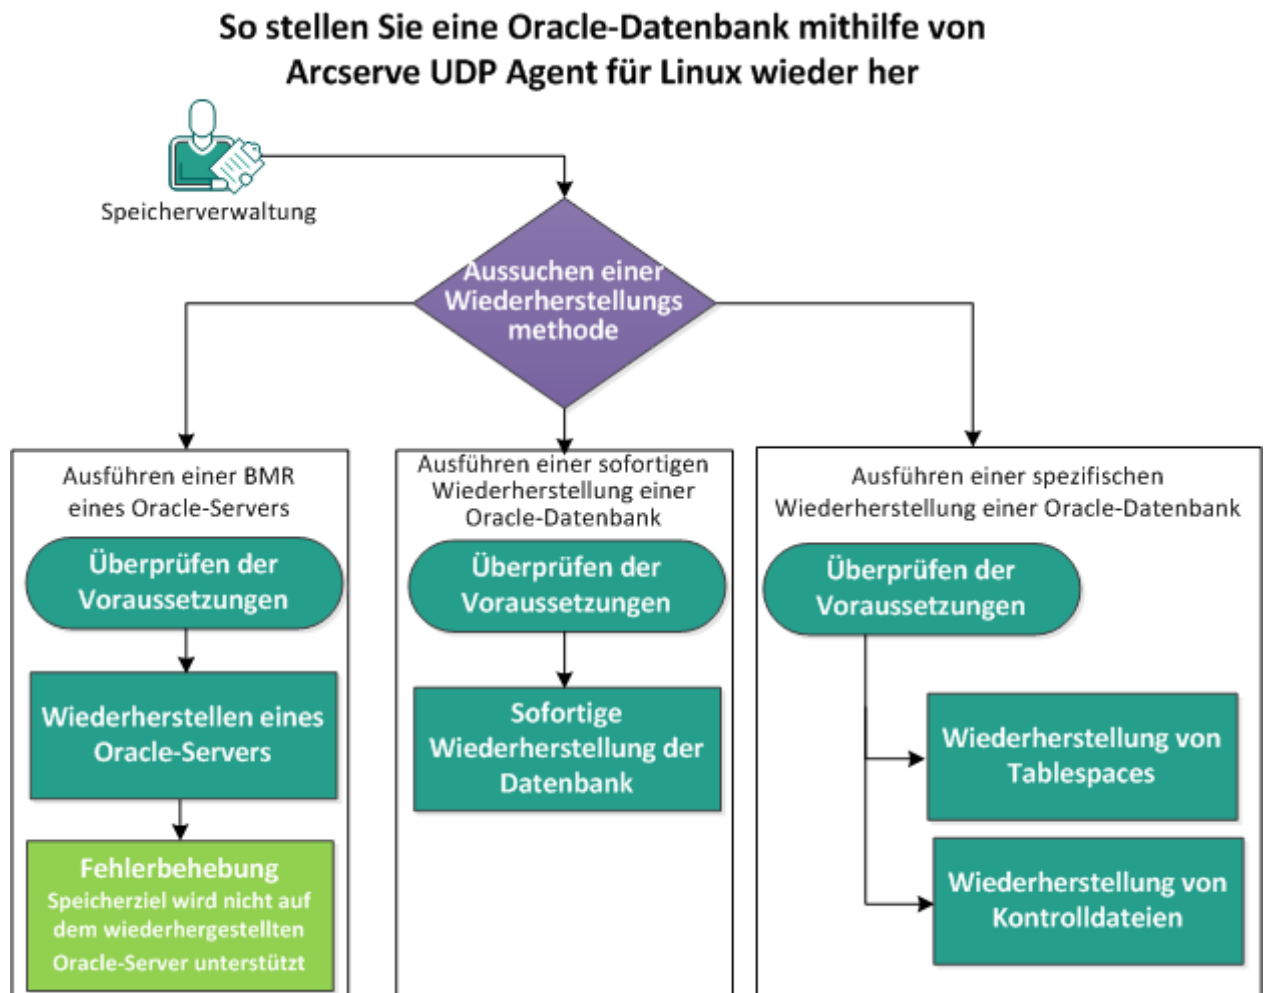 So stellen Sie eine Oracle-Datenbank mithilfe von
Arcserve UDP Agent für Linux wieder her
Speicherverwaltung
Aussuchen einer
Wiederherstellungs
methode
Ausführen einer BMR
eines Oracle-Servers
Überprüfen der
Voraussetzungen
Wiederherstellen eines
Oracle-Servers
Fehlerbehebung
Speicherziel wird nicht auf
dem wiederhergestellten
Oracle-Server unterstützt
Ausführen einer sofortigen
Wiederherstellung einer
Oracle-Datenbank
Überprüfen der
Voraussetzungen
Sofortige
Wiederherstellung der
Datenbank
Ausführen einer spezifischen
Wiederherstellung einer Oracle-Datenbank
Überprüfen der
Voraussetzungen
Wiederherstellung von
Tablespaces
Wiederherstellung von
Kontrolldateien